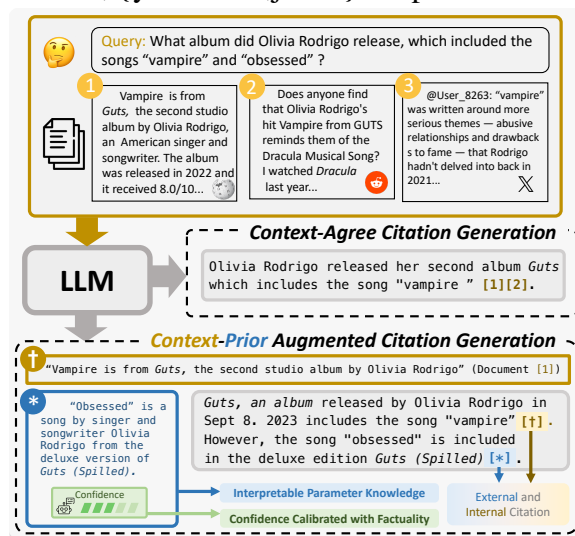 Query: What album did Olivia Rodrigo release, which included the
songs “vampire” and “obsessed” ?
1
Vampire is from
Guts, the second studio
album by Olivia Rodrigo,
an American singer and
songwriter. The album
was released in 2022 and
it received 8.0/10...
2
Does anyone find
that Olivia Rodrigo's
hit Vampire from GUTS
reminds them of the
Dracula Musical Song?
I watched Dracula
last year...
3
@User_8263: “vampire”
was written around more
serious themes — abusive
relationships and drawback
s to fame — that Rodrigo
hadn't delved into back in
2021...
LLM
Context-Agree Citation Generation
Olivia Rodrigo released her second album Guts
which includes the song "vampire ” [1][2].
Context-Prior Augmented Citation Generation
†
“Vampire is from Guts, the second studio album by Olivia Rodrigo” (Document [1])
*
“Obsessed” is a
song by singer and
songwriter Olivia
Rodrigo from the
deluxe version of
Guts (Spilled).
Confidence
Guts, an album released by Olivia Rodrigo in
Sept 8. 2023 includes the song "vampire” [†].
However, the song "obsessed" is included
in the deluxe edition Guts (Spilled) [*].
Interpretable Parameter Knowledge
Confidence Calibrated with Factuality
External and
Internal Citation